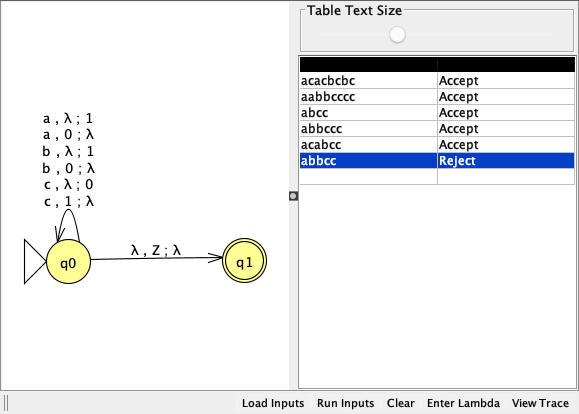 Table Text Size
acacbcbc Accept
aabbcccc Accept
abcc Accept
abbccc Accept
acabcc Accept
abbcc Reject
a , λ ; 1
a , 0 ; λ
b , λ ; 1
b , 0 ; λ
c , λ ; 0
c , 1 ; λ
λ , Z ; λ
q0
q1
Load Inputs Run Inputs Clear Enter Lambda View Trace